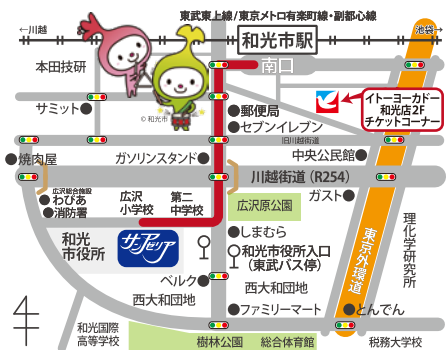 東武東上線/東京メトロ有楽町線・副都心線
←川越
和光市駅
池袋→
本田技研
南口
サミット
© 和光市
郵便局
セブンイレブン
イトーヨーカドー
和光店2F
チケットコーナー
旧川越街道
焼肉屋
ガソリンスタンド
中央公民館
川越街道（R254）
広沢総合施設
わぴあ
消防署
広沢
小学校
第二
中学校
広沢原公園
ガスト
和光
市役所
サンアゼリア
しまむら
和光市役所入口
（東武バス停）
東京外環道
理化学研究所
ベルク
西大和団地
西大和団地
ファミリーマート
とんでん
和光国際
高等学校
樹林公園
総合体育館
税務大学校